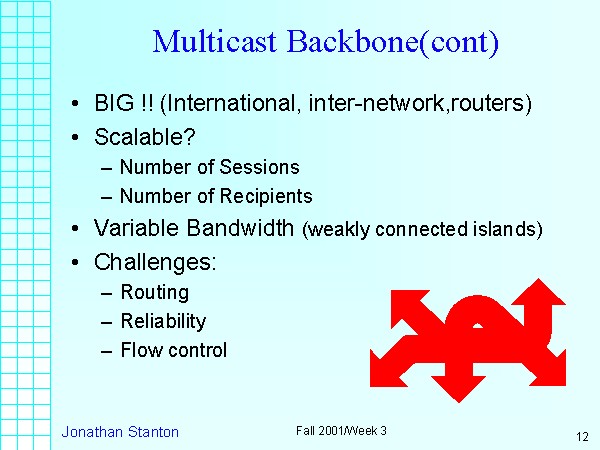 Multicast Backbone(cont)
• BIG !! (International, inter-network,routers)
• Scalable?
– Number of Sessions
– Number of Recipients
• Variable Bandwidth (weakly connected islands)
• Challenges:
– Routing
– Reliability
– Flow control
Jonathan Stanton
Fall 2001/Week 3
12